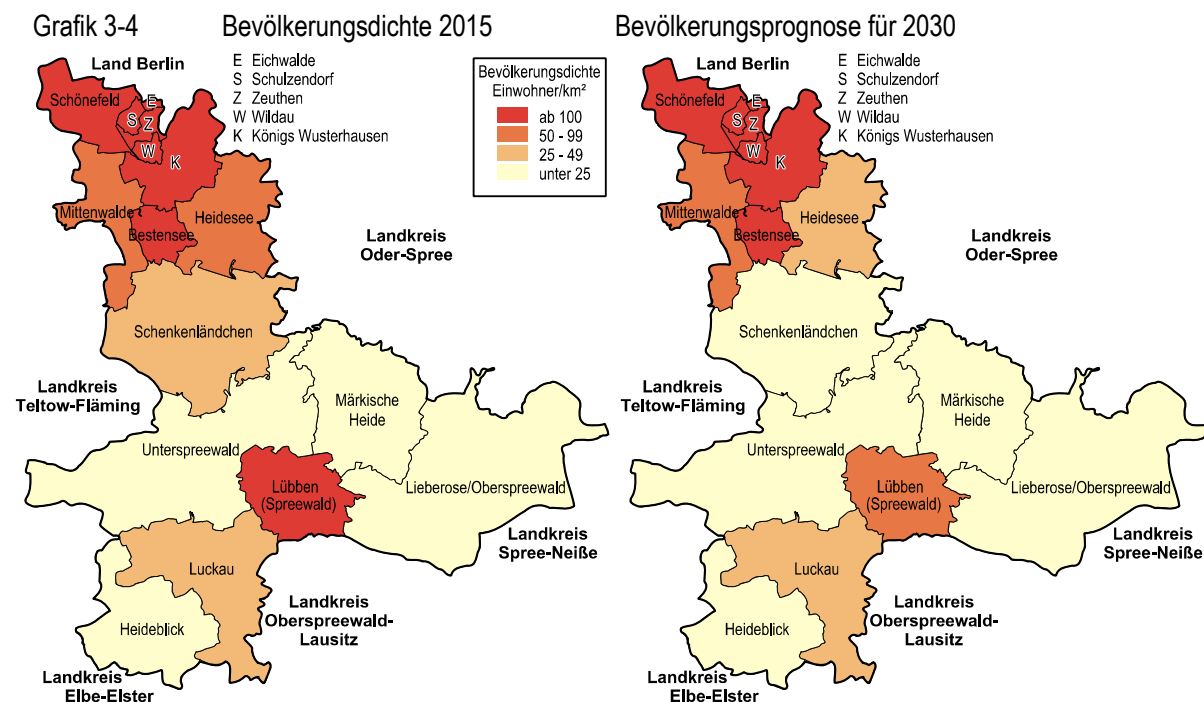 Grafik 3-4
Bevölkerungsdichte 2015
Bevölkerungsprognose für 2030
Land Berlin
E Eichwalde
S Schulzendorf
Z Zeuthen
W Wildau
K Königs Wusterhausen
Schönefeld
E
S
Z
W
K
Mittenwalde
Heidesee
Bestensee
Landkreis
Oder-Spree
Schenkenländchen
Landkreis
Teltow-Fläming
Märkische
Heide
Unterspreewald
Lübben
(Spreewald)
Lieberose/Oberspreewald
Landkreis
Spree-Neiße
Luckau
Landkreis
Oberspreewald-
Lausitz
Heideblick
Landkreis
Elbe-Elster
Bevölkerungsdichte
Einwohner/km²
ab 100
50 - 99
25 - 49
unter 25
Land Berlin
E Eichwalde
S Schulzendorf
Z Zeuthen
W Wildau
K Königs Wusterhausen
Schönefeld
E
S
Z
W
K
Mittenwalde
Heidesee
Bestensee
Landkreis
Oder-Spree
Schenkenländchen
Landkreis
Teltow-Fläming
Märkische
Heide
Unterspreewald
Lübben
(Spreewald)
Lieberose/Oberspreewald
Landkreis
Spree-Neiße
Luckau
Landkreis
Oberspreewald-
Lausitz
Heideblick
Landkreis
Elbe-Elster